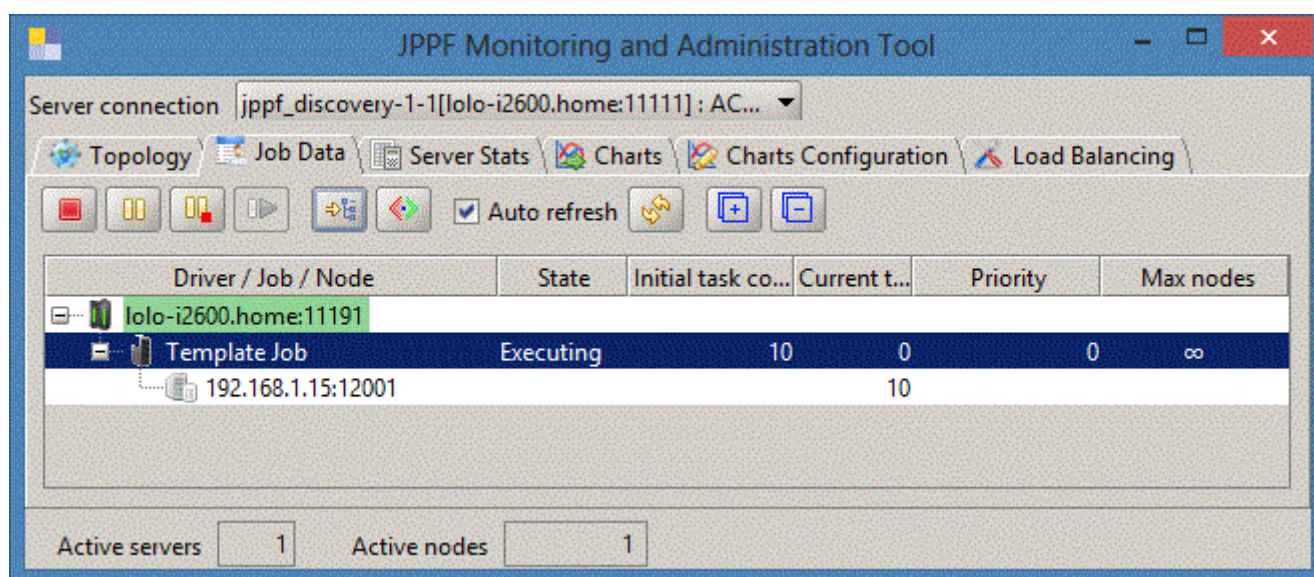 JPPF Monitoring and Administration Tool
Server connection jppf_discovery-1-1[lolo-i2600.home:11111] : AC...
Topology Job Data Server Stats Charts Charts Configuration Load Balancing
Auto refresh
Driver / Job / Node State Initial task co... Current t... Priority Max nodes
lolo-i2600.home:11191
Template Job Executing 10 0 0 ∞
192.168.1.15:12001 10
Active servers 1 Active nodes 1